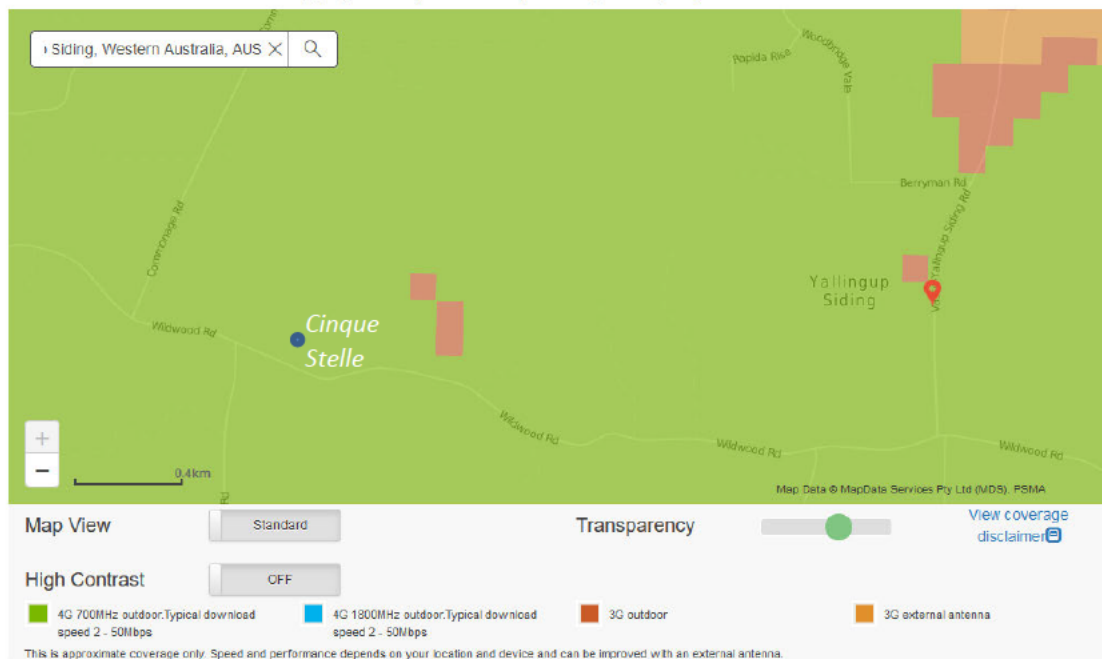 › Siding, Western Australia, AUS
Woodbridge Vale
Rapida Rise
Berryman Rd
Commonage Rd
Yallingup Siding Rd
Yallingup
Siding
Cinque
Stelle
Wildwood Rd
Wildwood Rd
Wildwood Rd
Wildwood Rd
0.4km
Rd
Map Data © MapData Services Pty Ltd (MDS), PSMA
Map View
Standard
Transparency
View coverage
disclaimer
High Contrast
OFF
4G 700MHz outdoor.Typical download
speed 2 - 50Mbps
4G 1800MHz outdoor.Typical download
speed 2 - 50Mbps
3G outdoor
3G external antenna
This is approximate coverage only. Speed and performance depends on your location and device and can be improved with an external antenna.